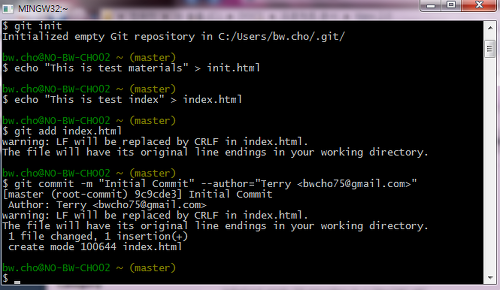 MINGW32:~
$ git init
Initialized empty Git repository in C:/Users/bw.cho/.git/
bw.cho@NO-BW-CHO02 ~ (master)
$ echo "This is test materials" > init.html
bw.cho@NO-BW-CHO02 ~ (master)
$ echo "This is test index" > index.html
bw.cho@NO-BW-CHO02 ~ (master)
$ git add index.html
warning: LF will be replaced by CRLF in index.html.
The file will have its original line endings in your working directory.
bw.cho@NO-BW-CHO02 ~ (master)
$ git commit -m "Initial Commit" --author="Terry <bwcho75@gmail.com>"
[master (root-commit) 9c9cde3] Initial Commit
Author: Terry <bwcho75@gmail.com>
warning: LF will be replaced by CRLF in index.html.
The file will have its original line endings in your working directory.
1 file changed, 1 insertion(+)
create mode 100644 index.html
bw.cho@NO-BW-CHO02 ~ (master)
$